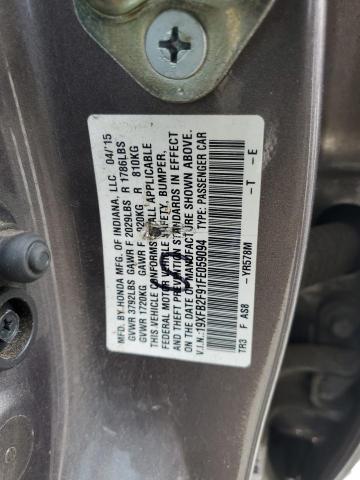 MFD. BY HONDA MFG. OF INDIANA, LLC 04/15
GVWR 3792LBS GAWR F 2029LBS R 1786LBS
GVWR 1720KG GAWR F 920KG R 810KG
THIS VEHICLE CONFORMS TO ALL APPLICABLE
FEDERAL MOTOR VEHICLE SAFETY, BUMPER,
AND THEFT PREVENTION STANDARDS IN EFFECT
ON THE DATE OF MANUFACTURE SHOWN ABOVE.
V.I.N.: 19XFB2F91FE059094 TYPE: PASSENGER CAR
TR3 F AS8 - YR578M - T - E